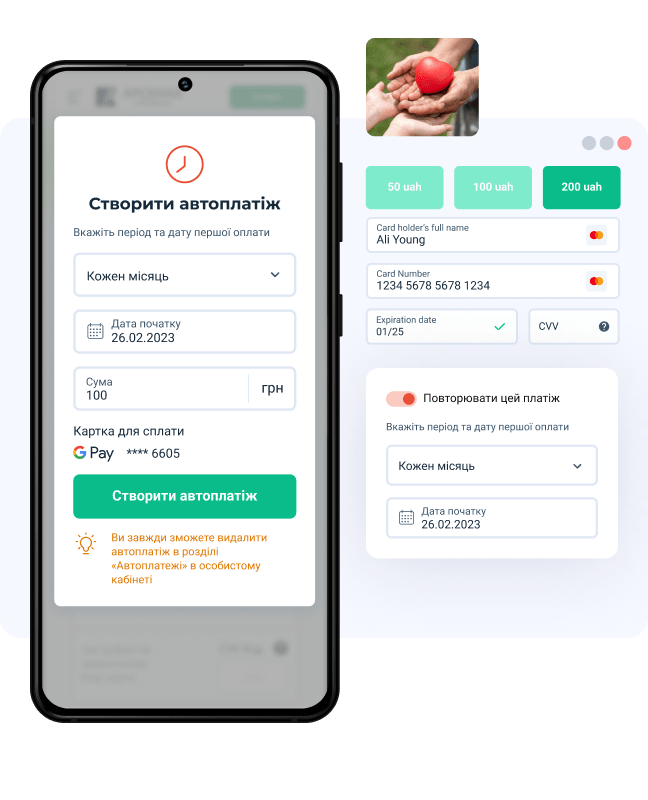 Створити автоплатіж
Вкажіть період та дату першої оплати
Кожен місяць
Дата початку
26.02.2023
Сума
100
грн
Картка для сплати
G Pay **** 6605
Створити автоплатіж
Ви завжди зможете видалити
автоплатіж в розділі
«Автоплатежі» в особистому
кабінеті
50 uah
100 uah
200 uah
Card holder's full name
Ali Young
Card Number
1234 5678 5678 1234
Expiration date
01/25
CVV
?
Повторювати цей платіж
Вкажіть період та дату першої оплати
Кожен місяць
Дата початку
26.02.2023